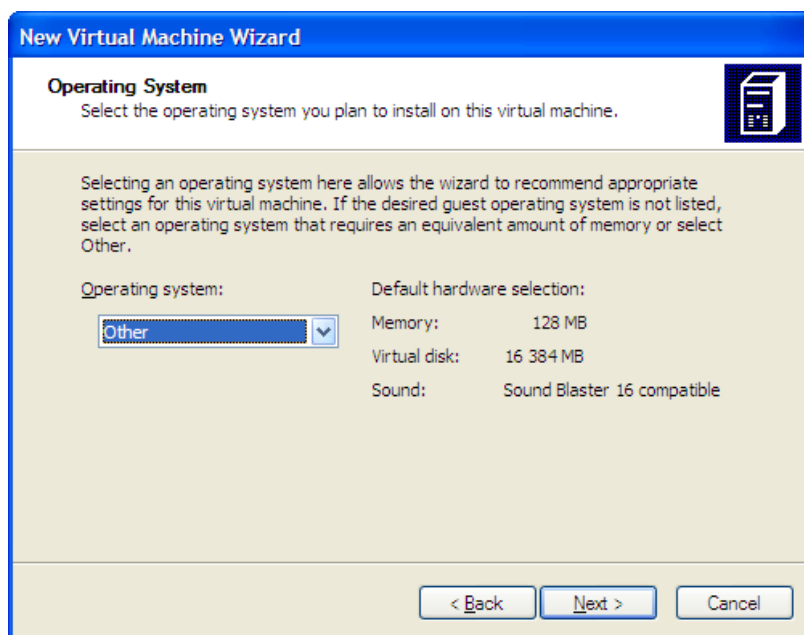 New Virtual Machine Wizard
Operating System
Select the operating system you plan to install on this virtual machine.
Selecting an operating system here allows the wizard to recommend appropriate
settings for this virtual machine. If the desired guest operating system is not listed,
select an operating system that requires an equivalent amount of memory or select
Other.
Operating system:
Default hardware selection:
Other
Memory: 128 MB
Virtual disk: 16 384 MB
Sound: Sound Blaster 16 compatible
< Back Next > Cancel